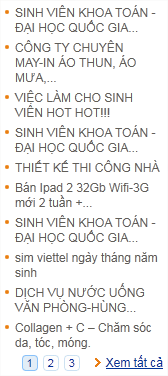 SINH VIÊN KHOA TOÁN -
ĐẠI HỌC QUỐC GIA...
CÔNG TY CHUYÊN
MAY-IN ÁO THUN, ÁO
MƯA,...
VIỆC LÀM CHO SINH
VIÊN HOT HOT!!!
SINH VIÊN KHOA TOÁN -
ĐẠI HỌC QUỐC GIA...
THIẾT KẾ THI CÔNG NHÀ
Bán Ipad 2 32Gb Wifi-3G
mới 2 tuần +...
SINH VIÊN KHOA TOÁN -
ĐẠI HỌC QUỐC GIA...
sim viettel ngày tháng năm
sinh
DỊCH VỤ NƯỚC UỐNG
VĂN PHÒNG-HÙNG...
Collagen + C – Chăm sóc
da, tóc, móng.
1 2 3 Xem tất cả